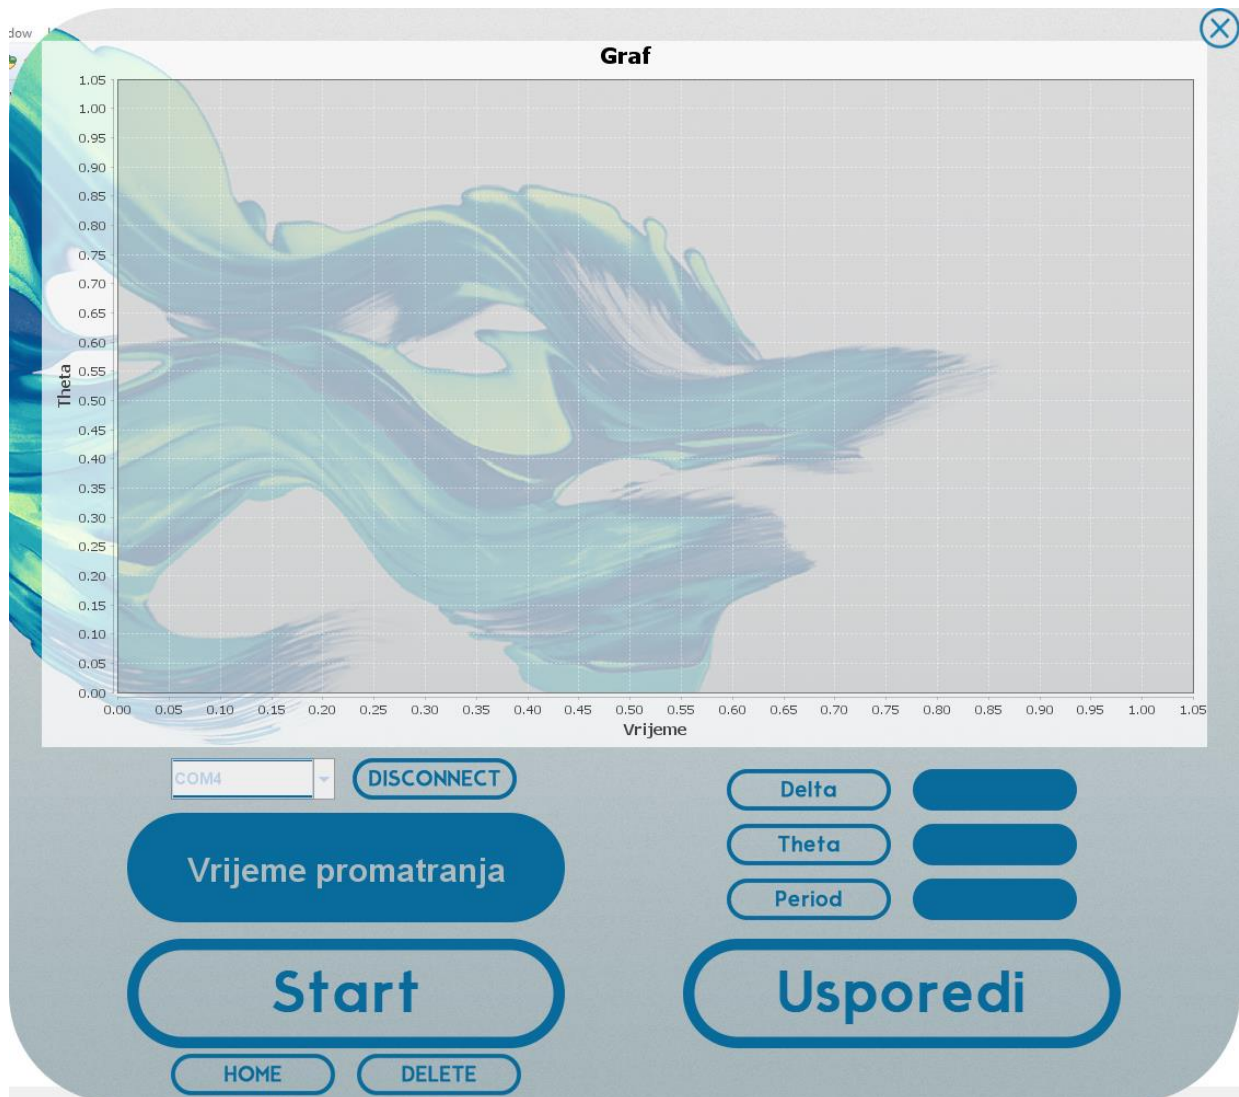 dow
Graf
1.05
1.00
0.95
0.90
0.85
0.80
0.75
0.70
0.65
0.60
0.55
0.50
0.45
0.40
0.35
0.30
0.25
0.20
0.15
0.10
0.05
0.00
Theta
0.00 0.05 0.10 0.15 0.20 0.25 0.30 0.35 0.40 0.45 0.50 0.55 0.60 0.65 0.70 0.75 0.80 0.85 0.90 0.95 1.00 1.05
Vrijeme
COM4 DISCONNECT
Delta
Vrijeme promatranja
Theta
Period
Start
Usporedi
HOME DELETE